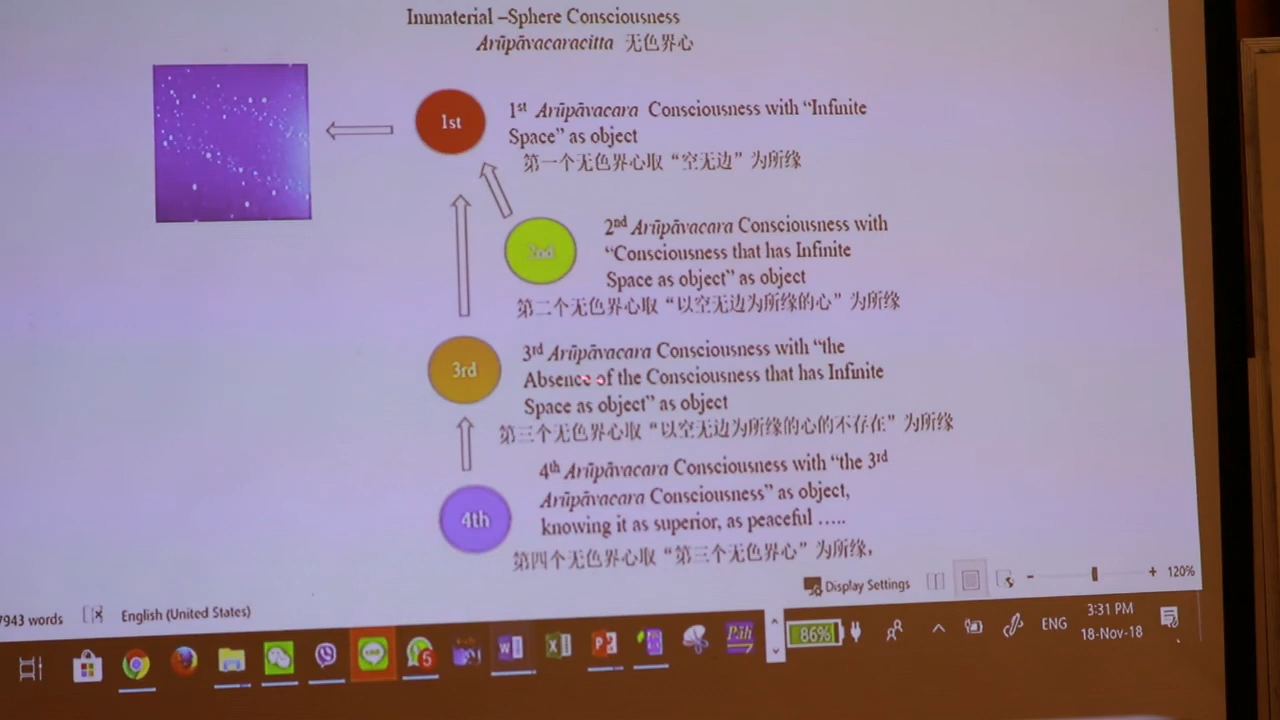 Immaterial –Sphere Consciousness
Arūpāvacaracitta 无色界心
1st
1st Arūpāvacara Consciousness with “Infinite
Space” as object
第一个无色界心取“空无边”为所缘
2nd
2nd Arūpāvacara Consciousness with
“Consciousness that has Infinite
Space as object” as object
第二个无色界心取“以空无边为所缘的心”为所缘
3rd
3rd Arūpāvacara Consciousness with “the
Absence of the Consciousness that has Infinite
Space as object” as object
第三个无色界心取“以空无边为所缘的心的不存在”为所缘
4th
4th Arūpāvacara Consciousness with “the 3rd
Arūpāvacara Consciousness” as object,
knowing it as superior, as peaceful …..
第四个无色界心取“第三个无色界心”为所缘,
Display Settings
120%
7943 words
English (United States)
5
86%
ENG
3:31 PM
18-Nov-18